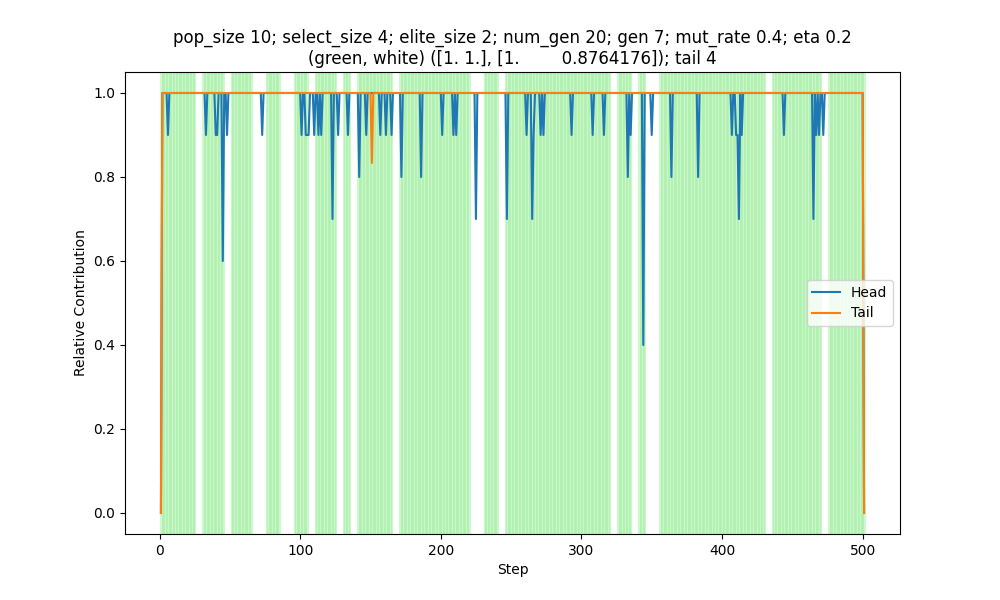 pop_size 10; select_size 4; elite_size 2; num_gen 20; gen 7; mut_rate 0.4; eta 0.2
(green, white) ([1. 1.], [1.         0.8764176]); tail 4
1.0
0.8
0.6
0.4
0.2
0.0
Relative Contribution
Head
Tail
0
100
200
300
400
500
Step